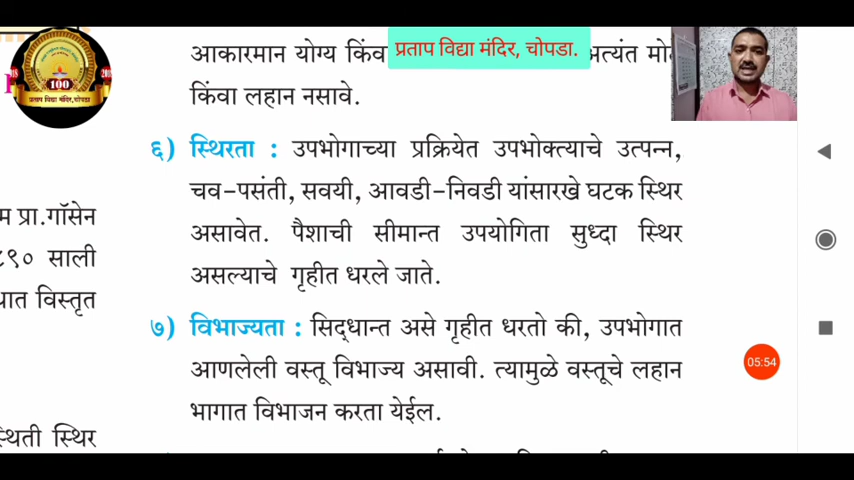 आकारमान योग्य
प्रताप विद्या मंदिर, चोपडा.
अत्यंत
किंवा लहान नसावे.
६) स्थिरता : उपभोगाच्या प्रक्रियेत उपभोक्त्याचे उत्पन्न,
चव-पसंती, सवयी, आवडी-निवडी यांसारखे घटक स्थिर
असावेत. पैशाची सीमान्त उपयोगिता सुध्दा स्थिर
असल्याचे गृहीत धरले जाते.
७) विभाज्यता : सिद्धान्त असे गृहीत धरतो की, उपभोगात
आणलेली वस्तू विभाज्य असावी. त्यामुळे वस्तूचे लहान
भागात विभाजन करता येईल.
प्रा.गॉसेन
साली
विस्तृत
स्थिर
100
प्रताप विद्या मंदिर,चोपडा
05:54